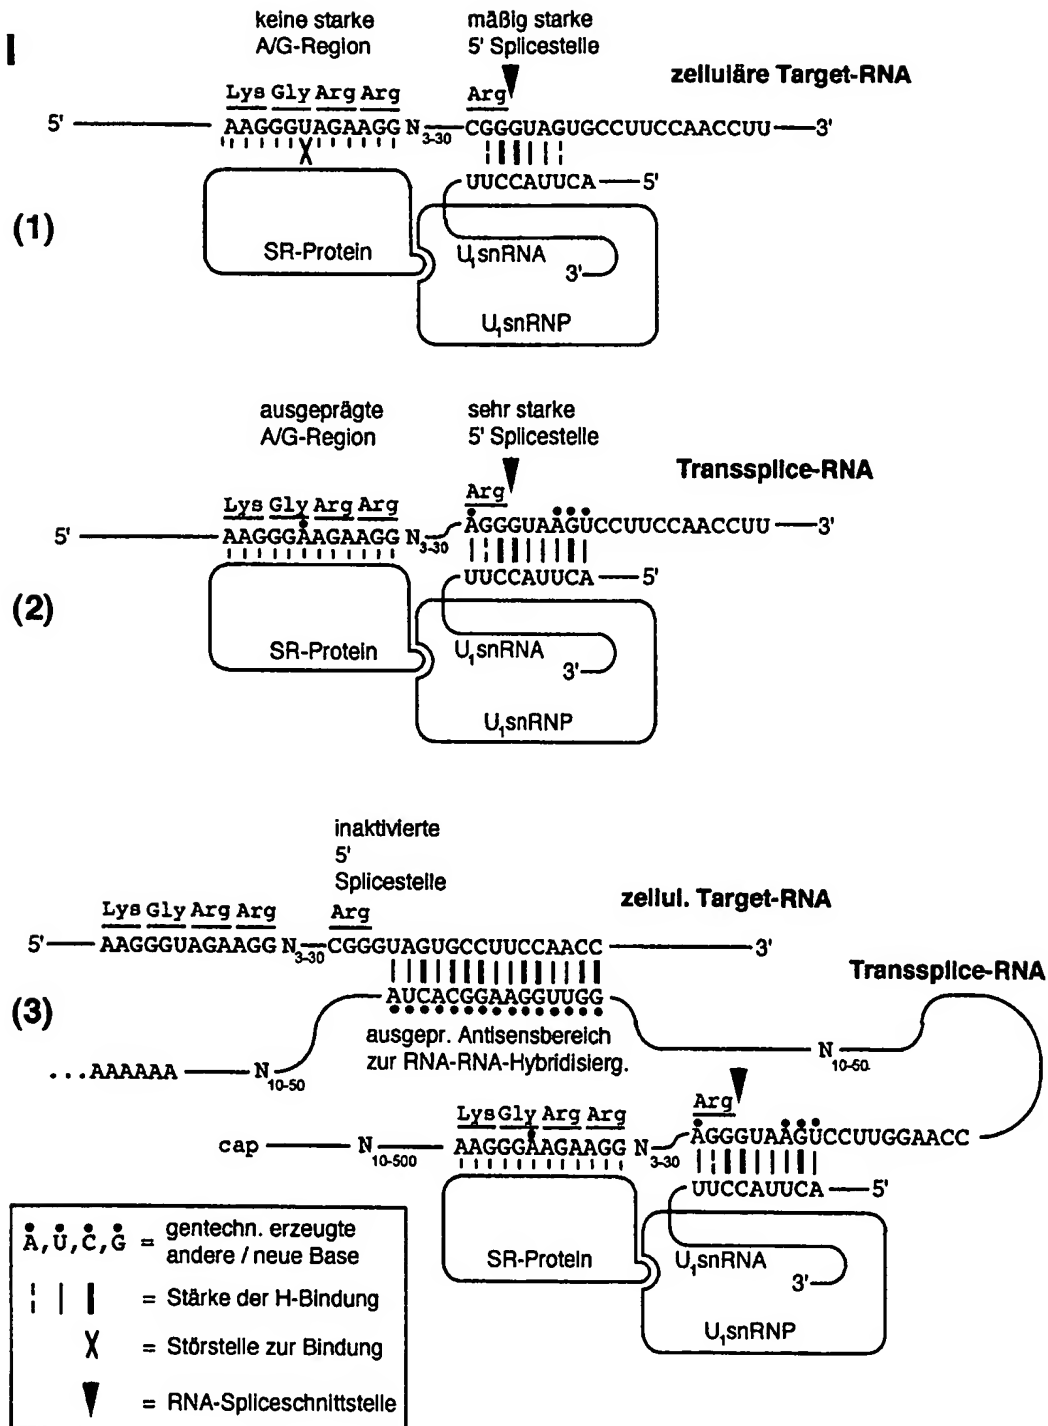 I
keine starke
A/G-Region
mäßig starke
5' Splicestelle
zelluläre Target-RNA
Lys Gly Arg Arg
Arg
5'
AAGGGUAGAAGG N3-30
CGGGUAGUGCCUUCCAACCUU
3'
X
UUCCAUUCA
5'
(1)
SR-Protein
U1snRNA
3'
U1snRNP
ausgeprägte
A/G-Region
sehr starke
5' Splicestelle
Transsplice-RNA
Lys Gly Arg Arg
Arg
5'
AAGGGAAGAAGG N3-30
AGGGUAAGUCCUUCCAACCUU
3'
UUCCAUUCA
5'
(2)
SR-Protein
U1snRNA
3'
U1snRNP
inaktivierte
5'
Splicestelle
zellul. Target-RNA
Lys Gly Arg Arg
Arg
5'
AAGGGUAGAAGG N3-30
CGGGUAGUGCCUUCCAACC
3'
Transsplice-RNA
(3)
AUCACGGAAGGUUGG
ausgepr. Antisensbereich
zur RNA-RNA-Hybridisierg.
...AAAAAA
N10-50
N10-50.
Lys Gly Arg Arg
Arg
cap
N10-500
AAGGGAAGAAGG N3-30
AGGGUAAGUCCUUGGAACC
UUCCAUUCA
5'
SR-Protein
U1snRNA
3'
U1snRNP
A,U,C,G = gentechn. erzeugte
andere / neue Base
= Stärke der H-Bindung
X = Störstelle zur Bindung
= RNA-Spliceschnittstelle